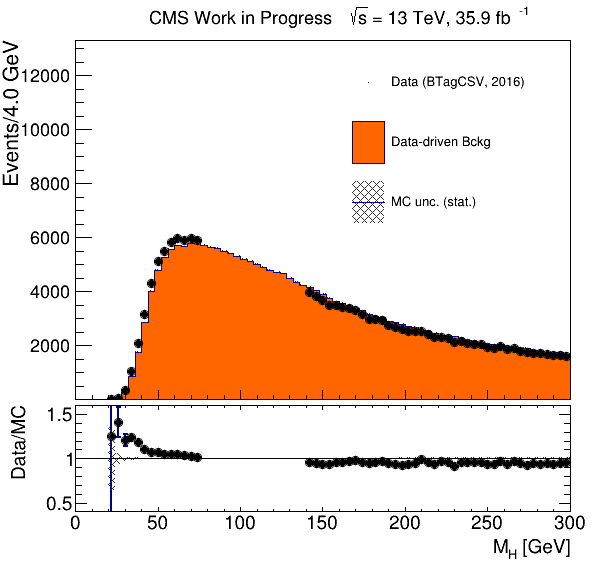 CMS Work in Progress √s = 13 TeV, 35.9 fb⁻¹
Events/4.0 GeV
12000
10000
8000
6000
4000
2000
Data (BTagCSV, 2016)
Data-driven Bckg
MC unc. (stat.)
Data/MC
1.5
1
0.5
0 50 100 150 200 250 300
M_H [GeV]